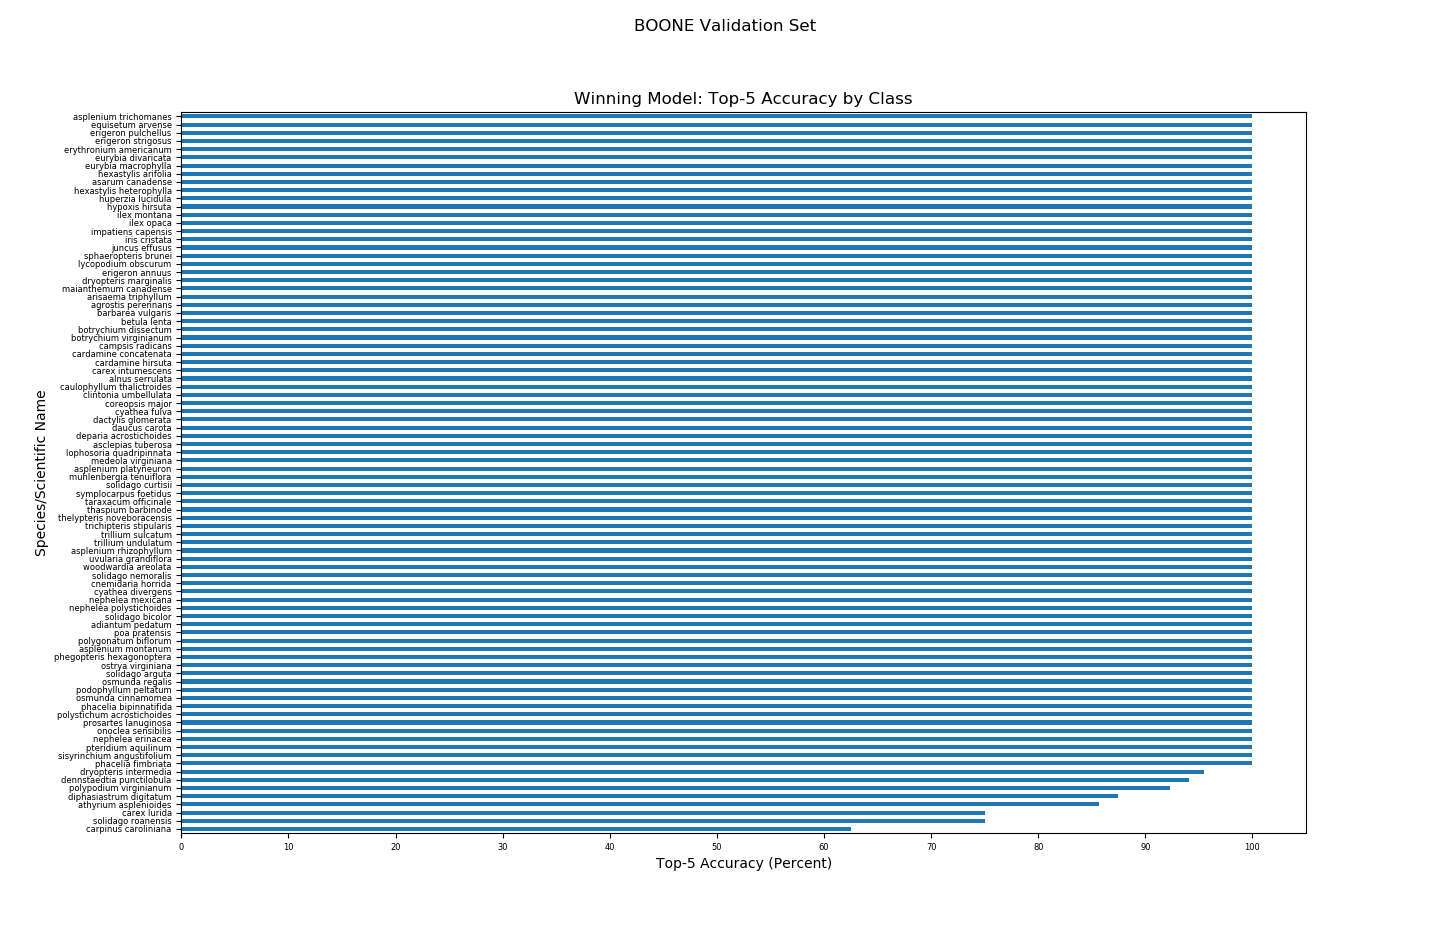 BOONE Validation Set
Winning Model: Top-5 Accuracy by Class
asplenium trichomanes
equisetum arvense
erigeron pulchellus
erigeron strigosus
erythronium americanum
eurybia divaricata
eurybia macrophylla
hexastylis arifolia
asarum canadense
hexastylis heterophylla
huperzia lucidula
hypoxis hirsuta
ilex montana
ilex opaca
impatiens capensis
iris cristata
juncus effusus
sphaeropteris brunei
lycopodium obscurum
erigeron annuus
dryopteris marginalis
maianthemum canadense
arisaema triphyllum
agrostis perennans
barbarea vulgaris
betula lenta
botrychium dissectum
botrychium virginianum
campsis radicans
cardamine concatenata
cardamine hirsuta
carex intumescens
alnus serrulata
caulophyllum thalictroides
clintonia umbellulata
coreopsis major
cyathea fulva
dactylis glomerata
daucus carota
deparia acrostichoides
asclepias tuberosa
lophosoria quadripinnata
medeola virginiana
asplenium platyneuron
muhlenbergia tenuiflora
solidago curtisii
symplocarpus foetidus
taraxacum officinale
thaspium barbinode
thelypteris noveboracensis
trichipteris stipularis
trillium sulcatum
trillium undulatum
asplenium rhizophyllum
uvularia grandiflora
woodwardia areolata
solidago nemoralis
cnemidaria horrida
cyathea divergens
nephelea mexicana
nephelea polystichoides
solidago bicolor
adiantum pedatum
poa pratensis
polygonatum biflorum
asplenium montanum
phegopteris hexagonoptera
ostrya virginiana
solidago arguta
osmunda regalis
podophyllum peltatum
osmunda cinnamomea
phacelia bipinnatifida
polystichum acrostichoides
prosartes lanuginosa
onoclea sensibilis
nephelea erinacea
pteridium aquilinum
sisyrinchium angustifolium
phacelia fimbriata
dryopteris intermedia
dennstaedtia punctilobula
polypodium virginianum
diphasiastrum digitatum
athyrium asplenioides
carex lurida
solidago roanensis
carpinus caroliniana
Species/Scientific Name
0 10 20 30 40 50 60 70 80 90 100
Top-5 Accuracy (Percent)